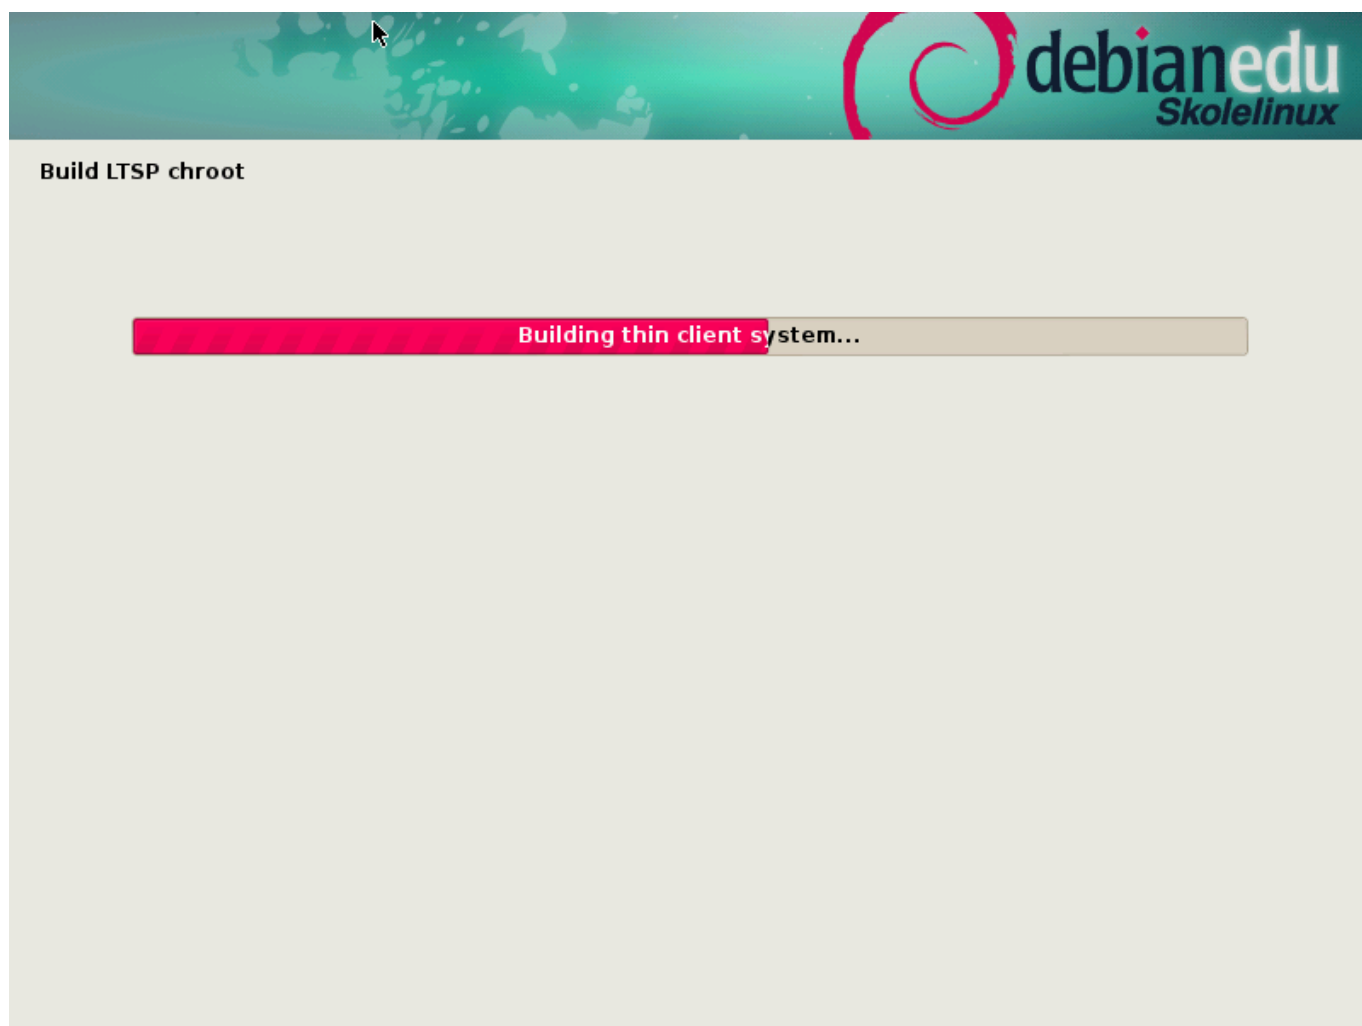 debianedu
Skolelinux
Build LTSP chroot
Building thin client system...